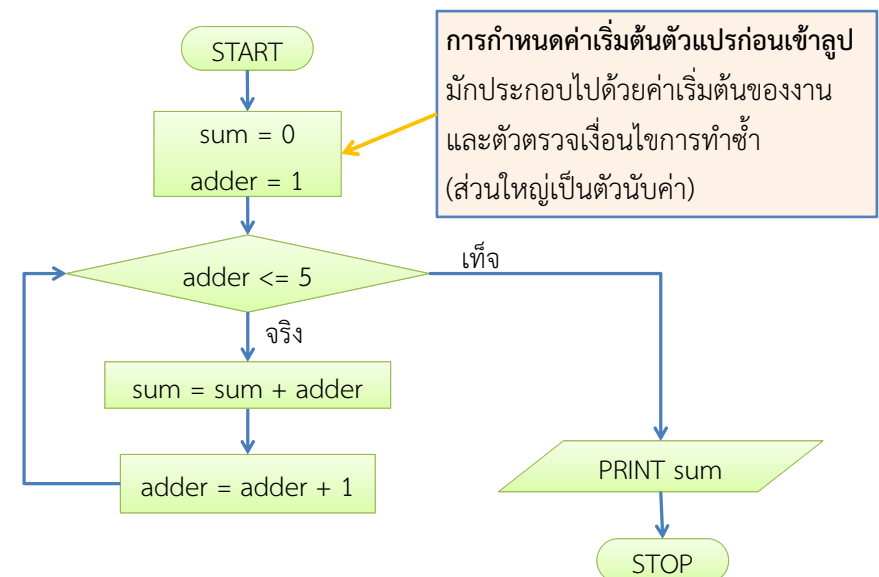 START
การกำหนดค่าเริ่มต้นตัวแปรก่อนเข้าลูป
มักประกอบไปด้วยค่าเริ่มต้นของงาน
และตัวตรวจเงื่อนไขการทำซ้ำ
(ส่วนใหญ่เป็นตัวนับค่า)
sum = 0
adder = 1
adder <= 5
เท็จ
จริง
sum = sum + adder
adder = adder + 1
PRINT sum
STOP